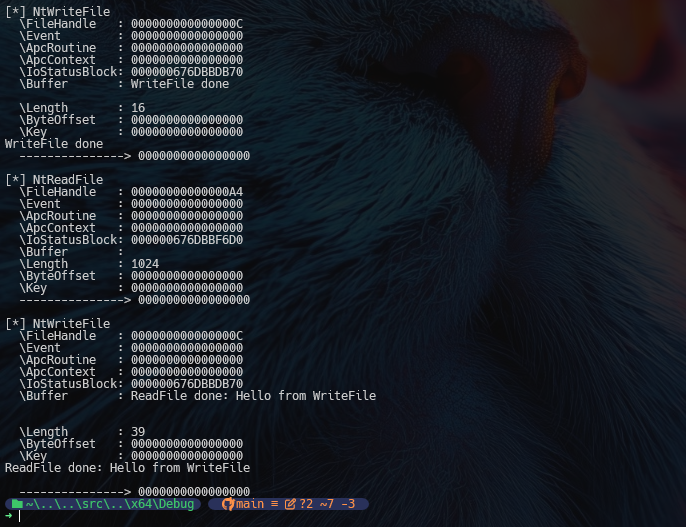 [*] NtWriteFile
\FileHandle   : 000000000000000C
\Event        : 0000000000000000
\ApcRoutine   : 0000000000000000
\ApcContext   : 0000000000000000
\IoStatusBlock: 000000676DBBDB70
\Buffer       : WriteFile done
\Length       : 16
\ByteOffset   : 0000000000000000
\Key          : 0000000000000000
WriteFile done
---------------> 0000000000000000
[*] NtReadFile
\FileHandle   : 00000000000000A4
\Event        : 0000000000000000
\ApcRoutine   : 0000000000000000
\ApcContext   : 0000000000000000
\IoStatusBlock: 000000676DBBF6D0
\Buffer       :
\Length       : 1024
\ByteOffset   : 0000000000000000
\Key          : 0000000000000000
---------------> 0000000000000000
[*] NtWriteFile
\FileHandle   : 000000000000000C
\Event        : 0000000000000000
\ApcRoutine   : 0000000000000000
\ApcContext   : 0000000000000000
\IoStatusBlock: 000000676DBBDB70
\Buffer       : ReadFile done: Hello from WriteFile
\Length       : 39
\ByteOffset   : 0000000000000000
\Key          : 0000000000000000
ReadFile done: Hello from WriteFile
---------------> 0000000000000000
~\..\..\src\..\x64\Debug main ≡ ?2 ~7 -3
➜